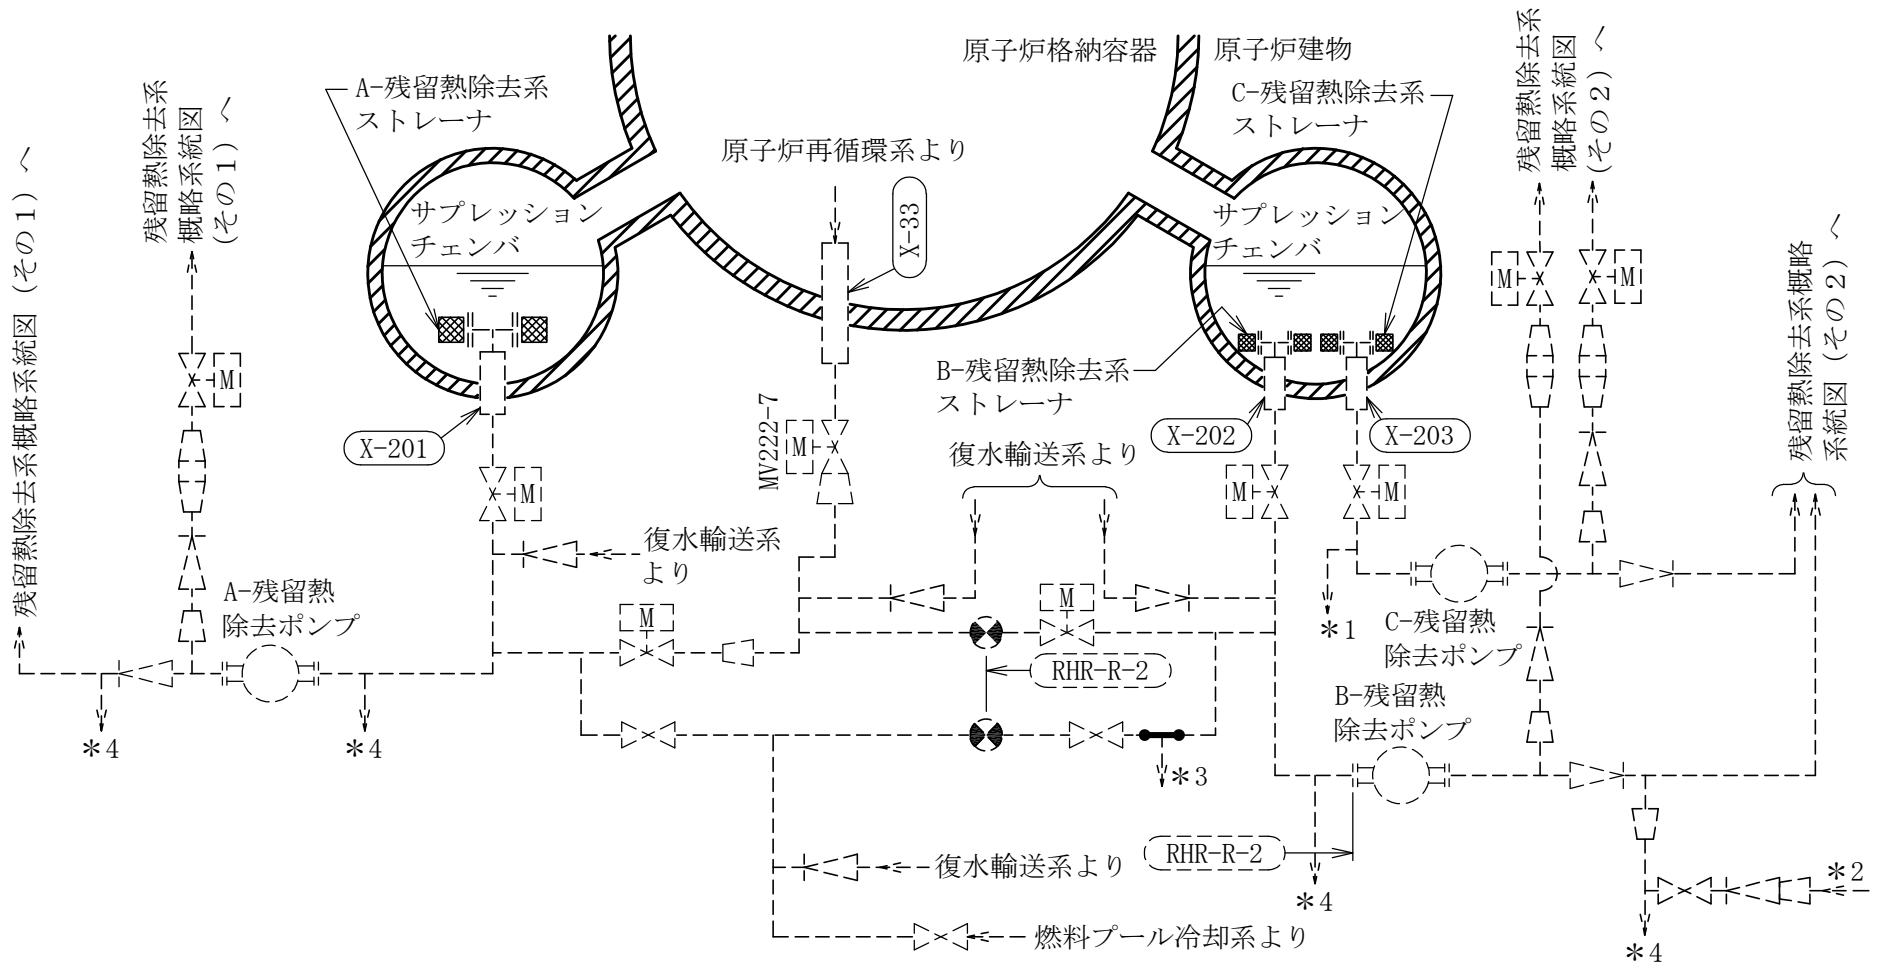 原子炉格納容器
原子炉建物
A-残留熱除去系
ストレーナ
C-残留熱除去系
ストレーナ
原子炉再循環系より
残留熱除去系
概略系統図
(その1) へ
残留熱除去系概略系統図 (その1) へ
残留熱除去系
概略系統図
(その2) へ
残留熱除去系概略
系統図 (その2) へ
サプレッション
チェンバ
サプレッション
チェンバ
X-33
M
M
M
B-残留熱除去系
ストレーナ
X-201
MV222-7
M
X-202
X-203
復水輸送系より
M
M
M
復水輸送系
より
A-残留熱
除去ポンプ
M
M
*1
C-残留熱
除去ポンプ
RHR-R-2
B-残留熱
除去ポンプ
*4
*4
*3
RHR-R-2
復水輸送系より
*4
*2
燃料プール冷却系より
*4